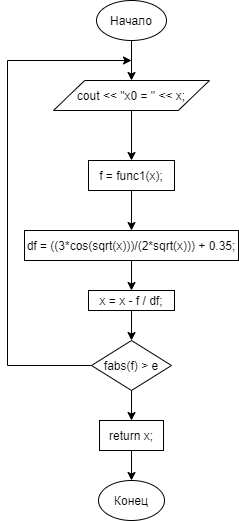 Начало
cout << "x0 = " << x;
f = func1(x);
df = ((3*cos(sqrt(x)))/(2*sqrt(x))) + 0.35;
x = x - f / df;
fabs(f) > e
return x;
Конец